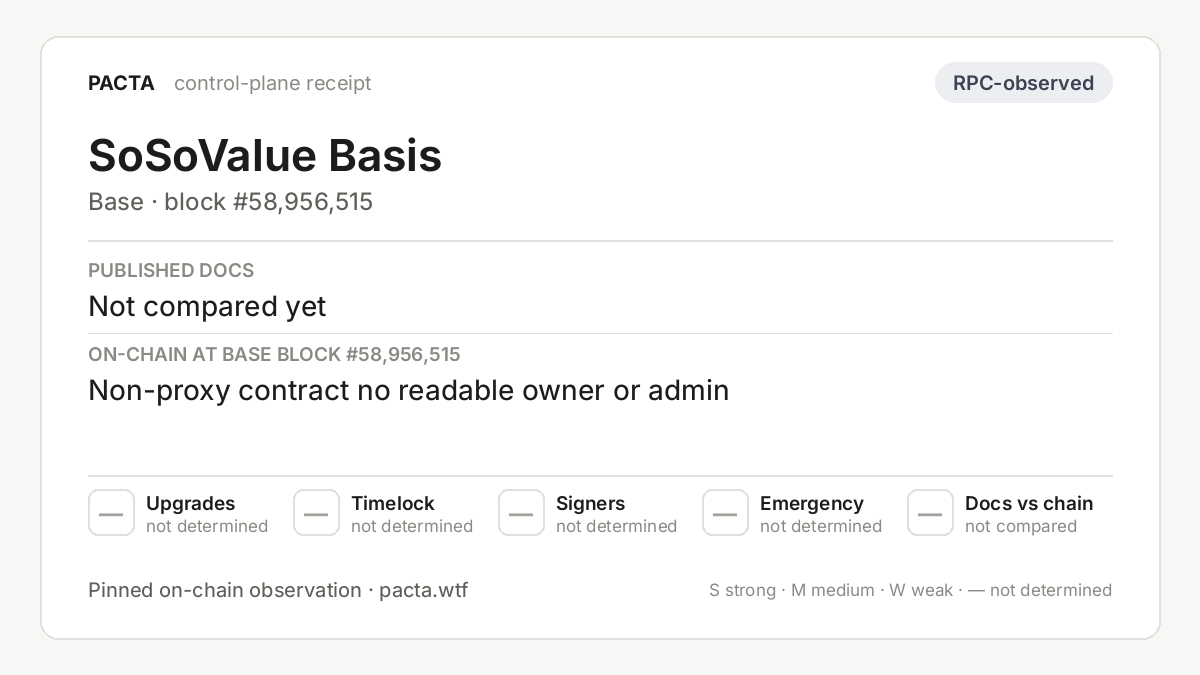 PACTA control-plane receipt
RPC-observed
SoSoValue Basis
Base · block #58,956,515
PUBLISHED DOCS
Not compared yet
ON-CHAIN AT BASE BLOCK #58,956,515
Non-proxy contract no readable owner or admin
— Upgrades
not determined
— Timelock
not determined
— Signers
not determined
— Emergency
not determined
— Docs vs chain
not compared
Pinned on-chain observation · pacta.wtf
S strong · M medium · W weak · — not determined